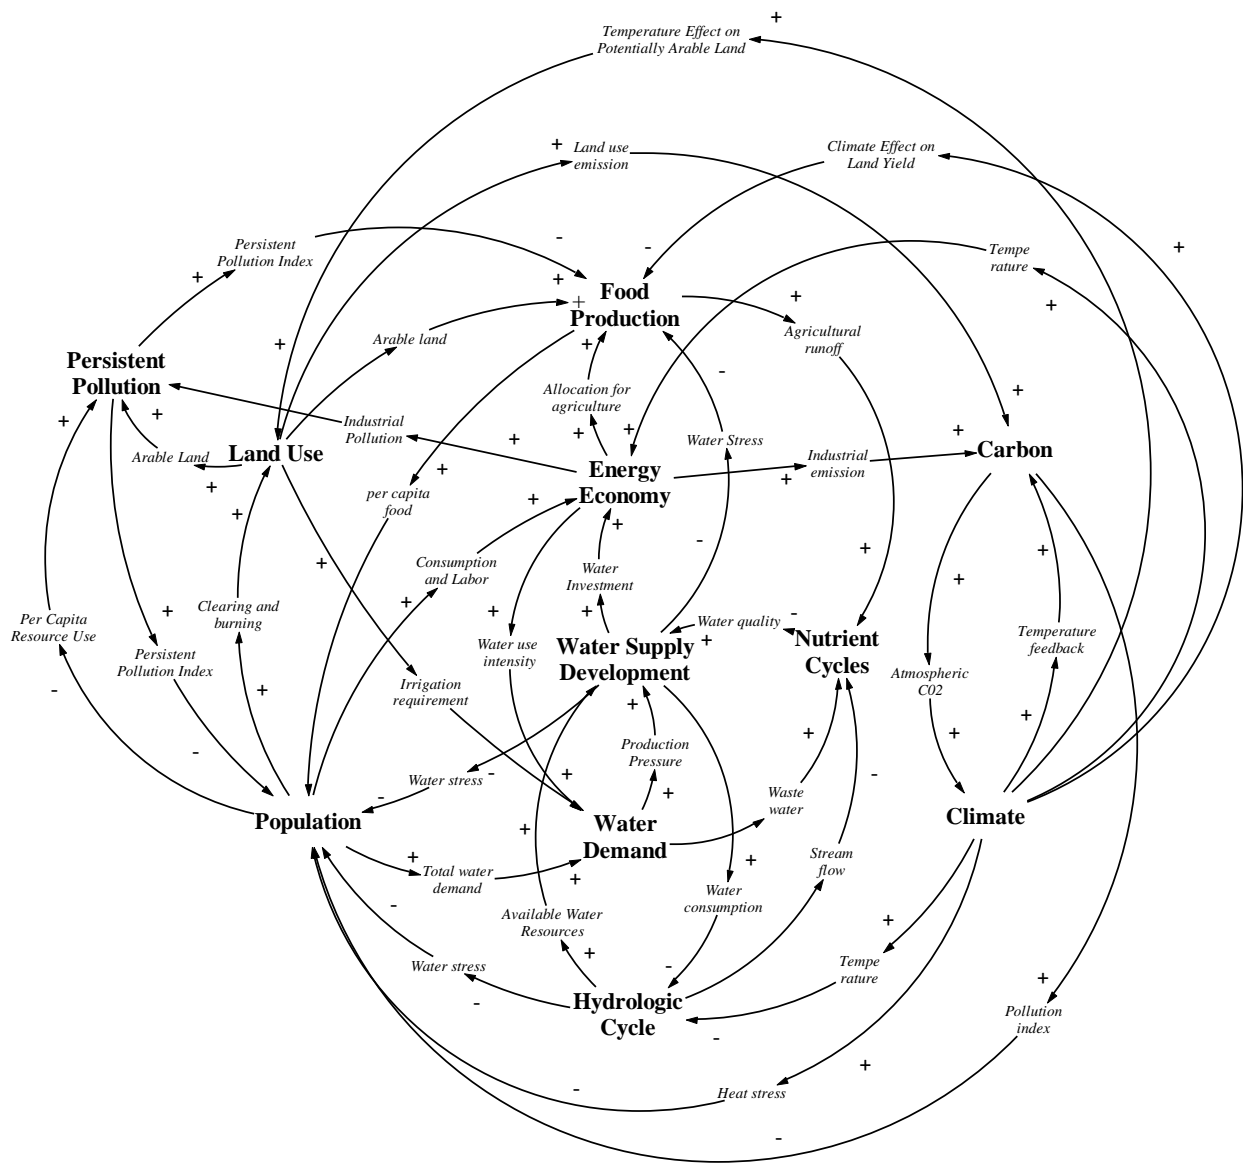 Temperature Effect on
Potentially Arable Land
+
Land use
emission
+
Climate Effect on
Land Yield
+
Persistent
Pollution Index
+
-
-
Tempe
rature
+
Food
Production
+
+
Agricultural
runoff
+
Arable land
+
Persistent
Pollution
Allocation for
agriculture
+
-
+
+
Industrial
Pollution
+
+
+
Water Stress
+
Arable Land
+
Land Use
+
Energy
Economy
Industrial
emission
+
+
Carbon
+
per capita
food
+
+
+
+
-
Consumption
and Labor
+
Water
Investment
+
+
+
+
Clearing and
burning
+
+
Per Capita
Resource Use
-
Persistent
Pollution Index
+
-
Water use
intensity
+
Water Supply
Development
+
Water quality
-
Nutrient
Cycles
Temperature
feedback
+
Atmospheric
C02
+
Irrigation
requirement
+
Production
Pressure
+
+
-
Water stress
-
-
+
Waste
water
+
Population
Water
Demand
Climate
+
Total water
demand
+
+
Stream
flow
Water
consumption
+
-
Available Water
Resources
+
-
Water stress
-
Hydrologic
Cycle
-
Tempe
rature
+
Pollution
index
+
Heat stress
+
-
-